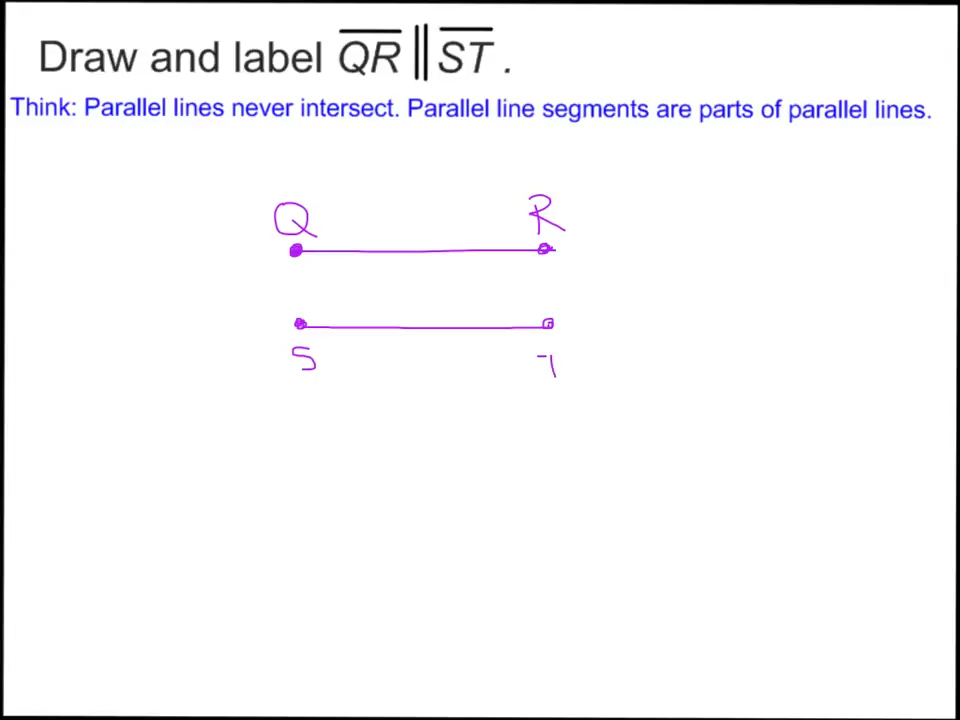 Draw and label QR || ST .
Think: Parallel lines never intersect. Parallel line segments are parts of parallel lines.
Q R
S T